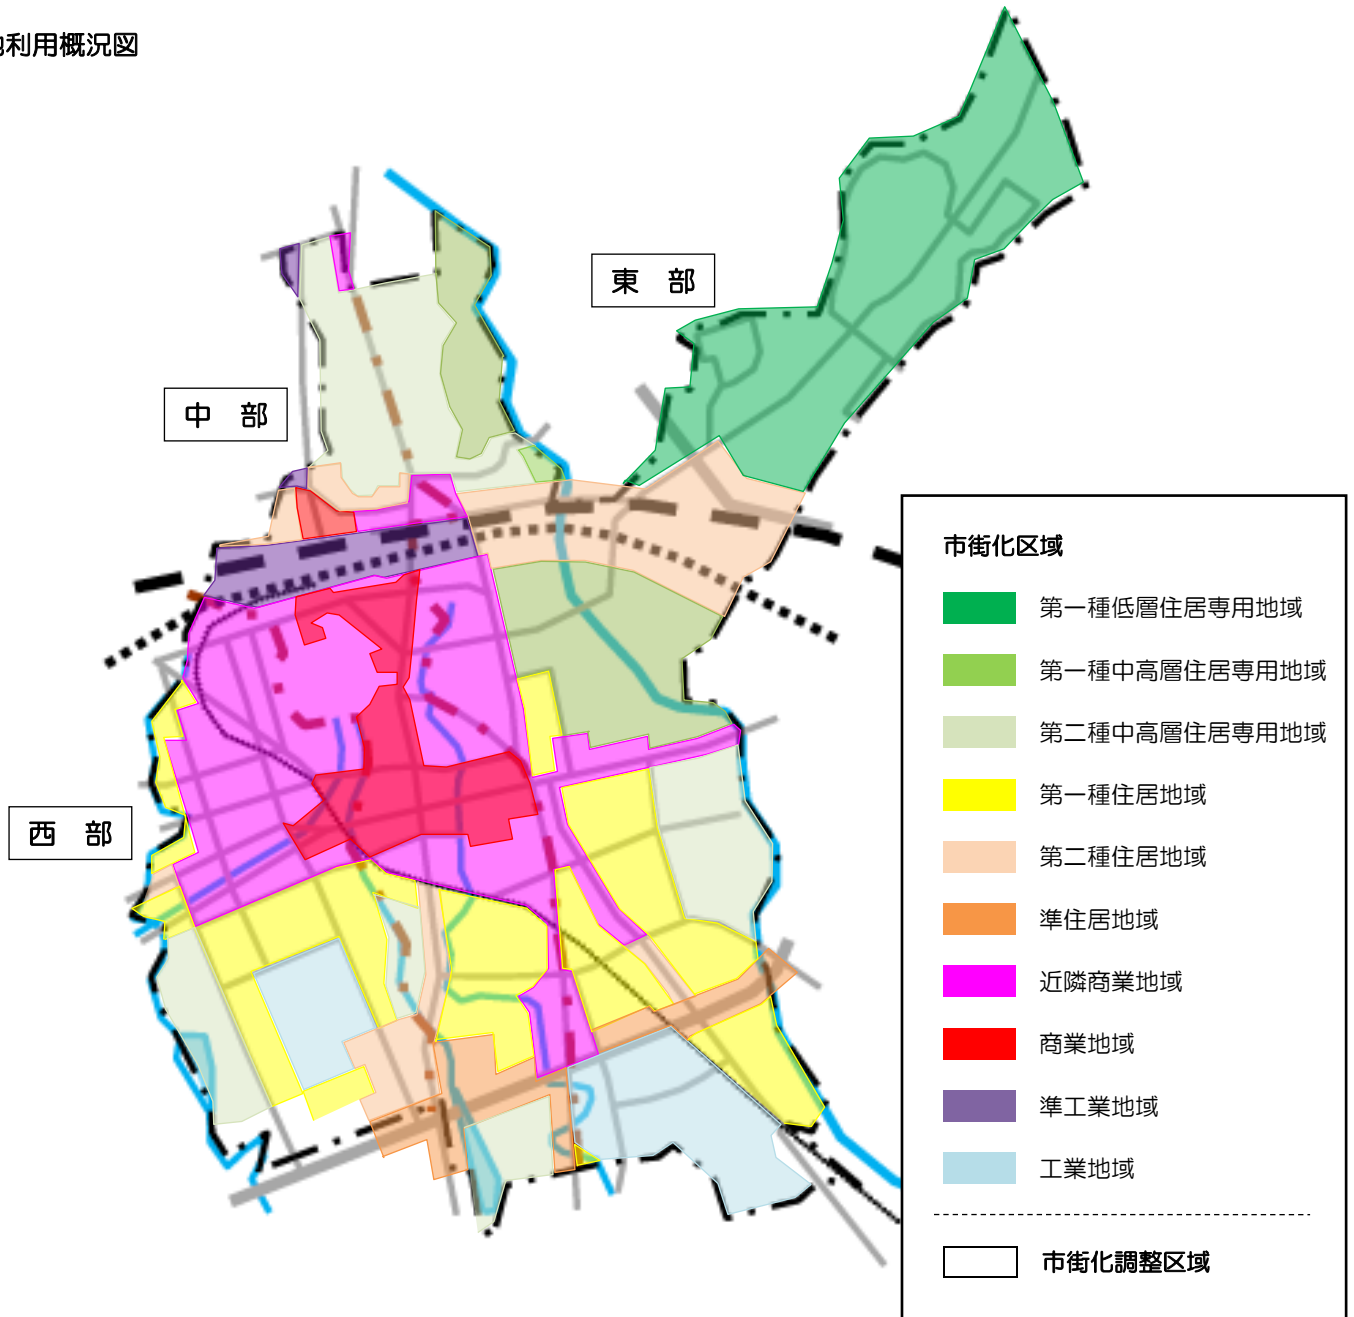 利用概況図
東 部
中 部
西 部
市街化区域
第一種低層住居専用地域
第一種中高層住居専用地域
第二種中高層住居専用地域
第一種住居地域
第二種住居地域
準住居地域
近隣商業地域
商業地域
準工業地域
工業地域
市街化調整区域